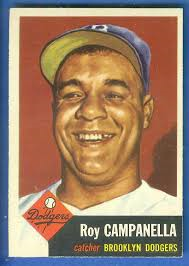 B
Dodgers
Roy CAMPANELLA
catcher BROOKLYN DODGERS